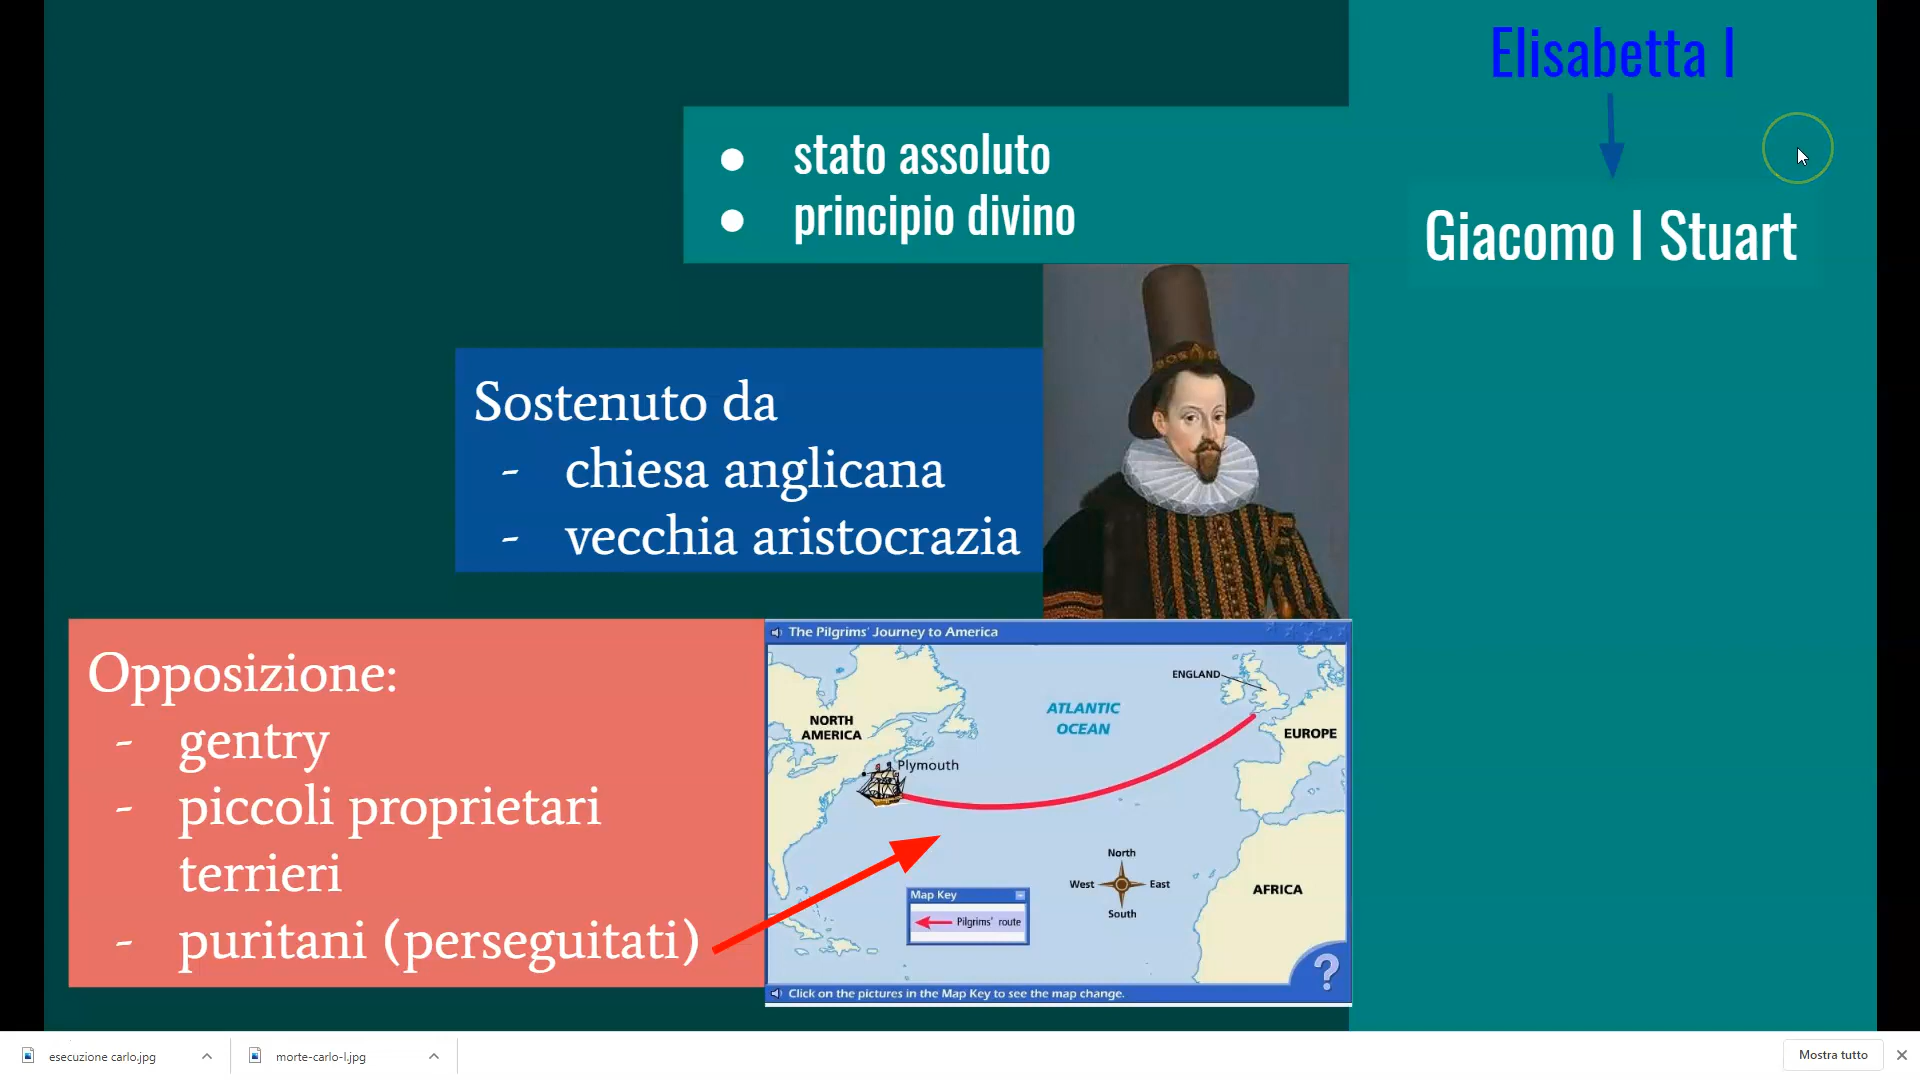 Elisabetta I
Giacomo I Stuart
● stato assoluto
● principio divino
Sostenuto da
- chiesa anglicana
- vecchia aristocrazia
Opposizione:
- gentry
- piccoli proprietari
terrieri
- puritani (perseguitati)
The Pilgrims' Journey to America
ENGLAND
NORTH
AMERICA
ATLANTIC
OCEAN
EUROPE
Plymouth
North
West
East
South
AFRICA
Map Key
Pilgrims' route
?
Click on the pictures in the Map Key to see the map change.
esecuzione carlo.jpg
morte-carlo-I.jpg
Mostra tutto